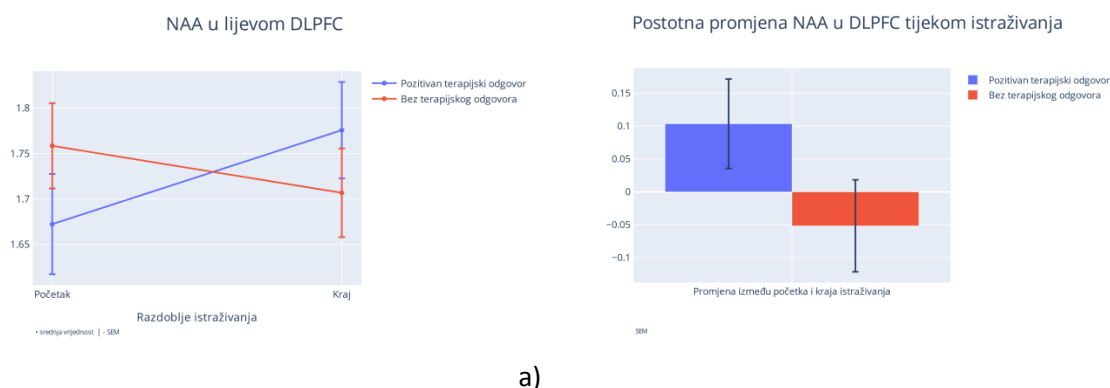 NAA u lijevom DLPFC
Pozitivan terapijski odgovor
Bez terapijskog odgovora
1.8
1.75
1.7
1.65
Početak
Kraj
Razdoblje istraživanja
• srednja vrijednost | - SEM
Postotna promjena NAA u DLPFC tijekom istraživanja
Pozitivan terapijski odgovor
Bez terapijskog odgovora
0.15
0.1
0.05
0
−0.05
−0.1
Promjena između početka i kraja istraživanja
SEM
a)